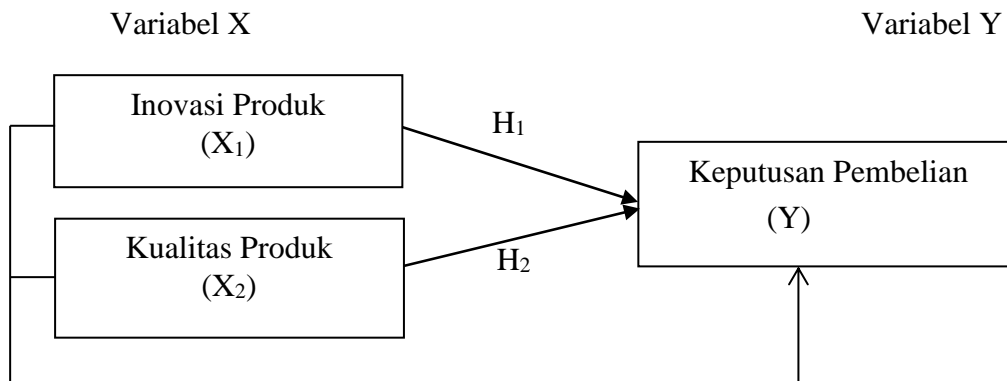 Variabel X
Variabel Y
Inovasi Produk
(X₁)
H₁
Keputusan Pembelian
(Y)
Kualitas Produk
(X₂)
H₂